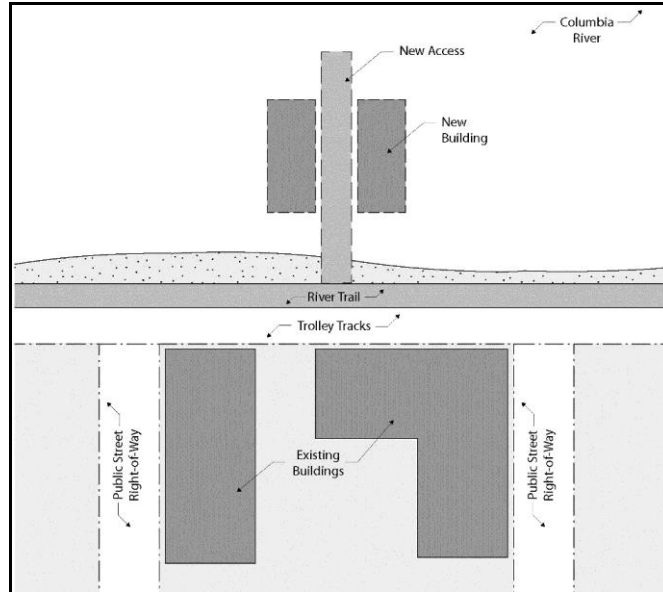 Columbia
River
New Access
New
Building
River Trail
Trolley Tracks
Public Street
Right-of-Way
Existing
Buildings
Public Street
Right-of-Way